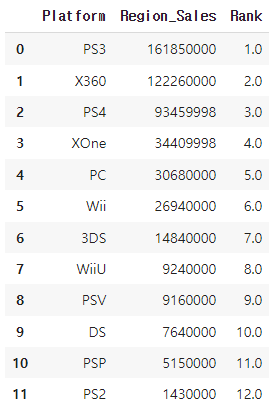 Platform Region_Sales Rank
0 PS3 161850000 1.0
1 X360 122260000 2.0
2 PS4 93459998 3.0
3 XOne 34409998 4.0
4 PC 30680000 5.0
5 Wii 26940000 6.0
6 3DS 14840000 7.0
7 WiiU 9240000 8.0
8 PSV 9160000 9.0
9 DS 7640000 10.0
10 PSP 5150000 11.0
11 PS2 1430000 12.0